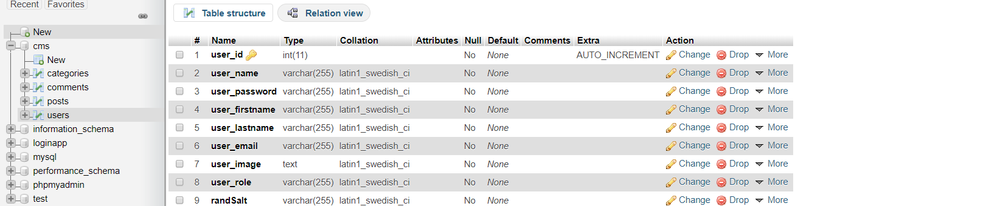 Recent Favorites
New
cms
New
categories
comments
posts
users
information_schema
loginapp
mysql
performance_schema
phpmyadmin
test
Table structure Relation view
# Name Type Collation Attributes Null Default Comments Extra Action
1 user_id int(11) No None AUTO_INCREMENT Change Drop More
2 user_name varchar(255) latin1_swedish_ci No None Change Drop More
3 user_password varchar(255) latin1_swedish_ci No None Change Drop More
4 user_firstname varchar(255) latin1_swedish_ci No None Change Drop More
5 user_lastname varchar(255) latin1_swedish_ci No None Change Drop More
6 user_email varchar(255) latin1_swedish_ci No None Change Drop More
7 user_image text latin1_swedish_ci No None Change Drop More
8 user_role varchar(255) latin1_swedish_ci No None Change Drop More
9 randSalt varchar(255) latin1_swedish_ci No None Change Drop More